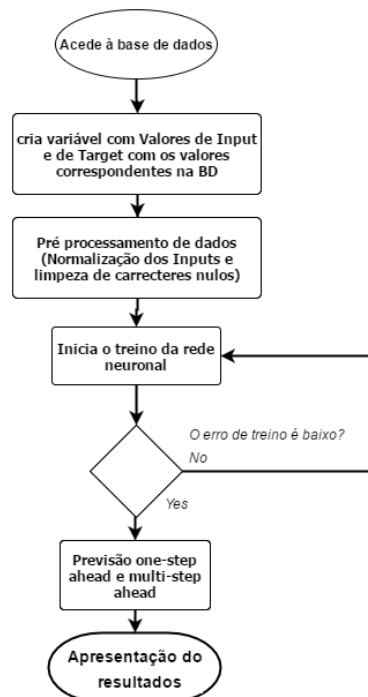 Acede à base de dados
cria variável com Valores de Input
e de Target com os valores
correspondentes na BD
Pré processamento de dados
(Normalização dos Inputs e
limpeza de carrecteres nulos)
Inicia o treino da rede
neuronal
O erro de treino é baixo?
No
Yes
Previsão one-step
ahead e multi-step
ahead
Apresentação do
resultados